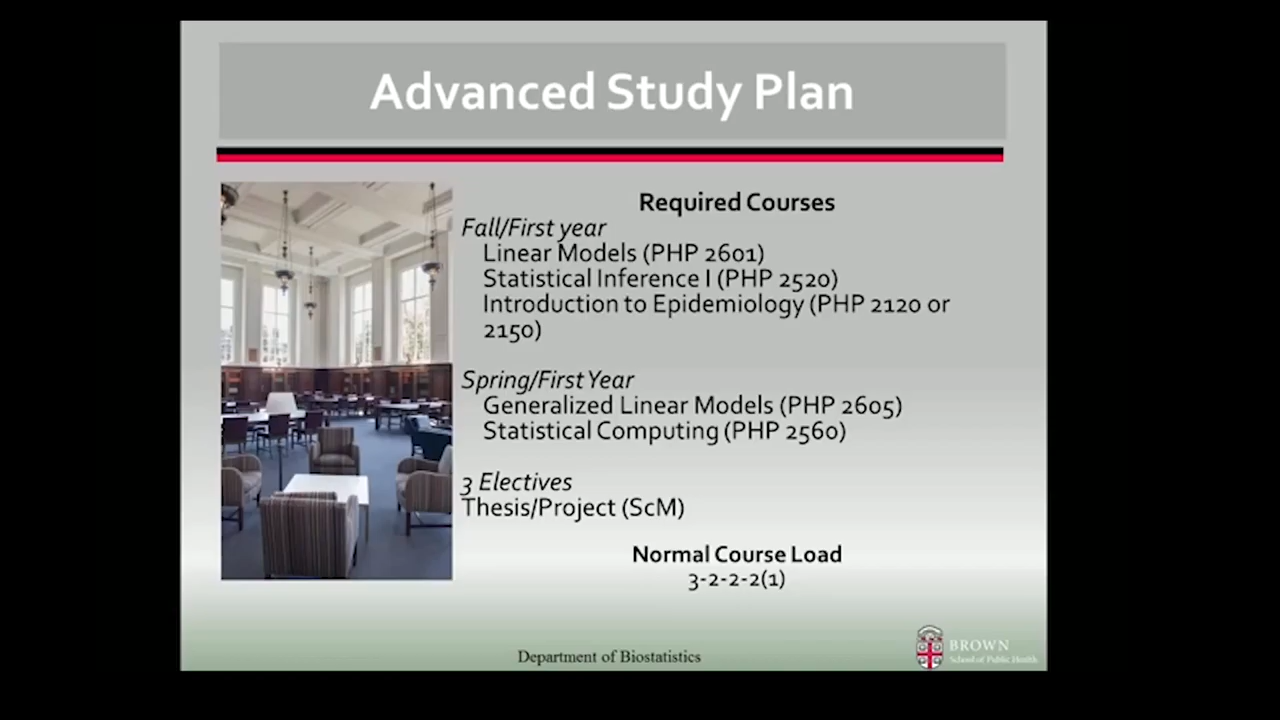 Advanced Study Plan
Required Courses
Fall/First year
Linear Models (PHP 2601)
Statistical Inference I (PHP 2520)
Introduction to Epidemiology (PHP 2120 or
2150)
Spring/First Year
Generalized Linear Models (PHP 2605)
Statistical Computing (PHP 2560)
3 Electives
Thesis/Project (ScM)
Normal Course Load
3-2-2-2(1)
Department of Biostatistics
BROWN
School of Public Health